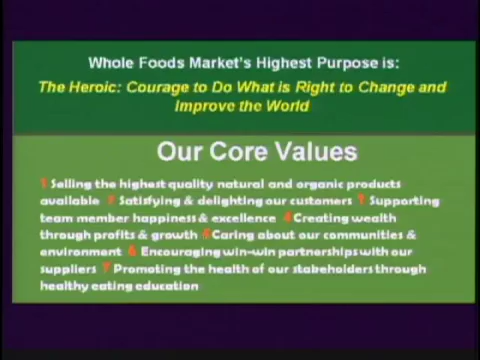 Whole Foods Market's Highest Purpose is:
The Heroic: Courage to Do What is Right to Change and
Improve the World
Our Core Values
1 Selling the highest quality natural and organic products
available 2 Satisfying & delighting our customers 3 Supporting
team member happiness & excellence 4 Creating wealth
through profits & growth 5 Caring about our communities &
environment 6 Encouraging win-win partnerships with our
suppliers 7 Promoting the health of our stakeholders through
healthy eating education